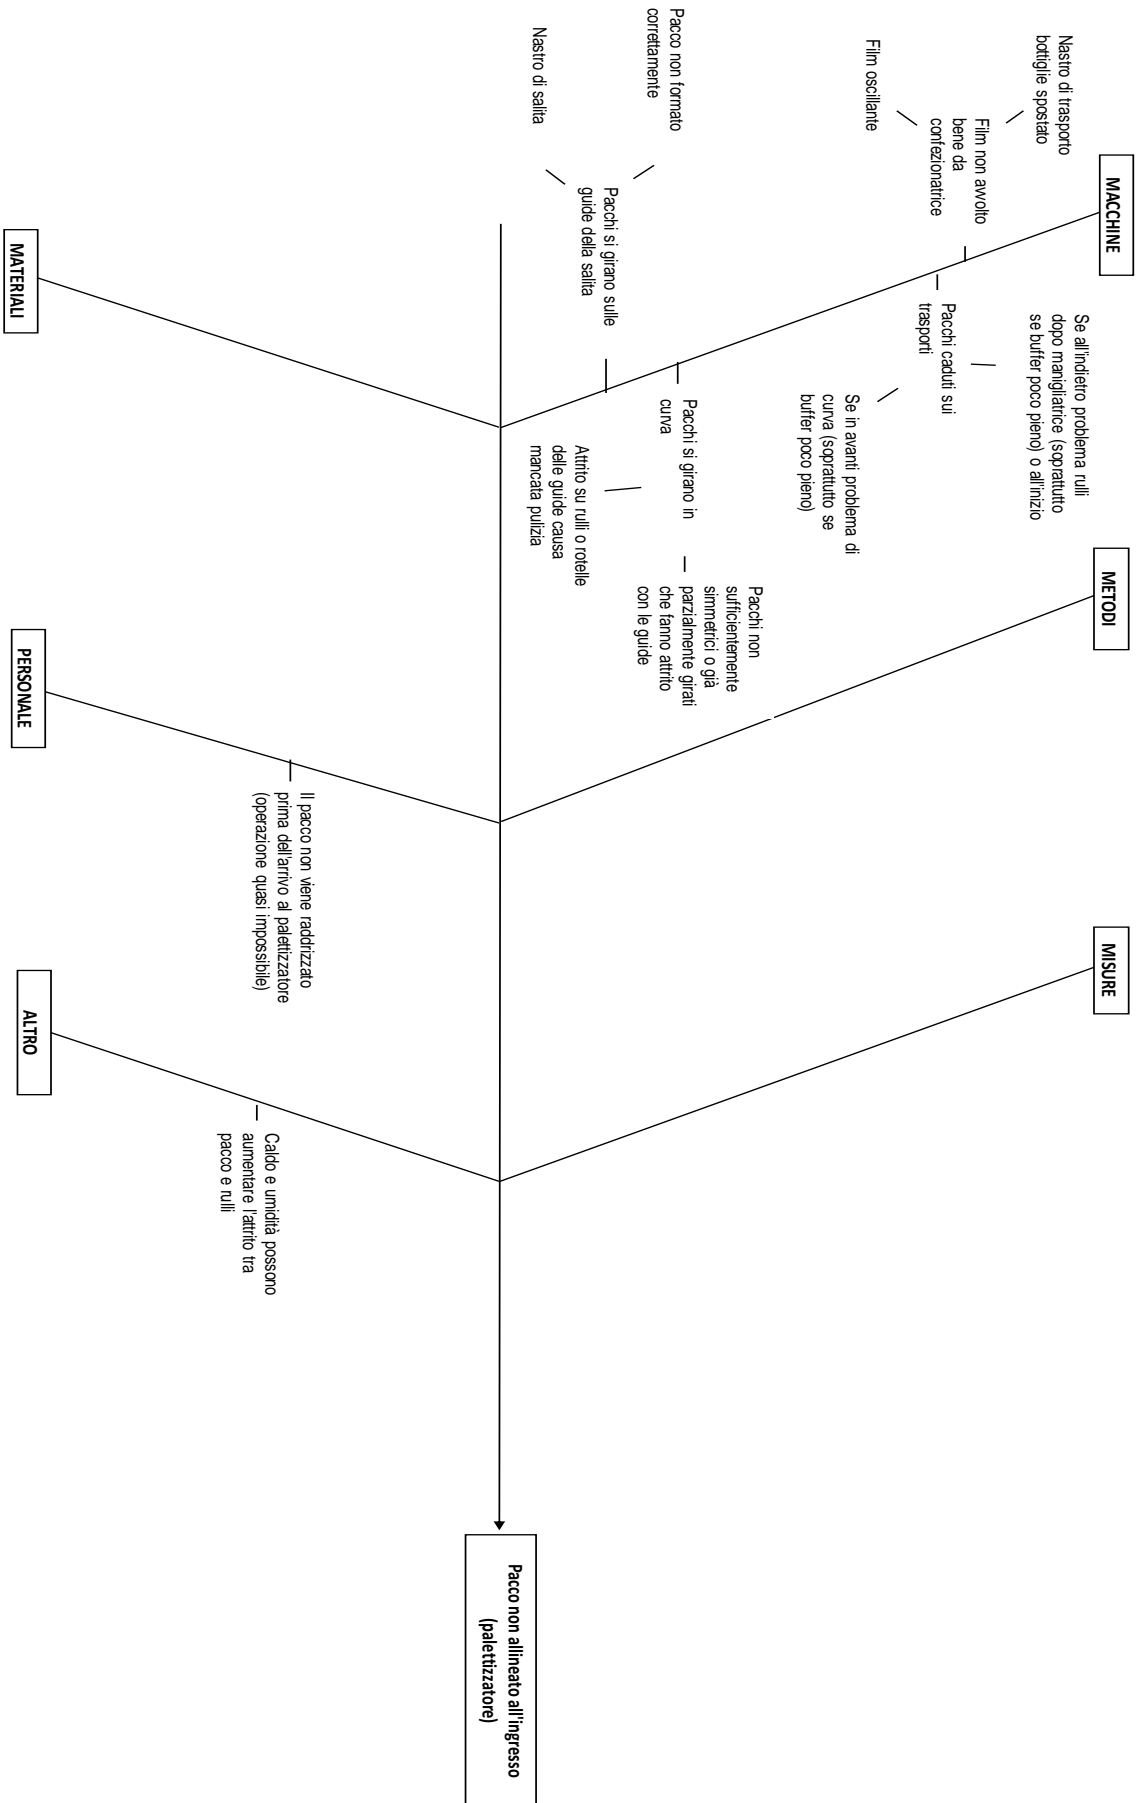 MACCHINE
METODI
MISURE
Nastro di trasporto
bottiglie spostato
Film non avvolto
bene da
confezionatrice
Film oscillante
Se all'indietro problema rulli
dopo manigliatrice (soprattutto
se buffer poco pieno) o all'inizio
Pacchi caduti sui
trasporti
Se in avanti problema di
curva (soprattutto se
buffer poco pieno)
Pacco non formato
correttamente
Pacchi si girano sulle
guide della salita
Nastro di salita
Pacchi si girano in
curva
Pacchi non
sufficientemente
simmetrici o già
parzialmente girati
che fanno attrito
con le guide
Attrito su rulli o rotelle
delle guide causa
mancata pulizia
Pacco non allineato all'ingresso
(palettizzatore)
Il pacco non viene raddrizzato
prima dell'arrivo al palettizzatore
(operazione quasi impossibile)
Caldo e umidità possono
aumentare l'attrito tra
pacco e rulli
MATERIALI
PERSONALE
ALTRO